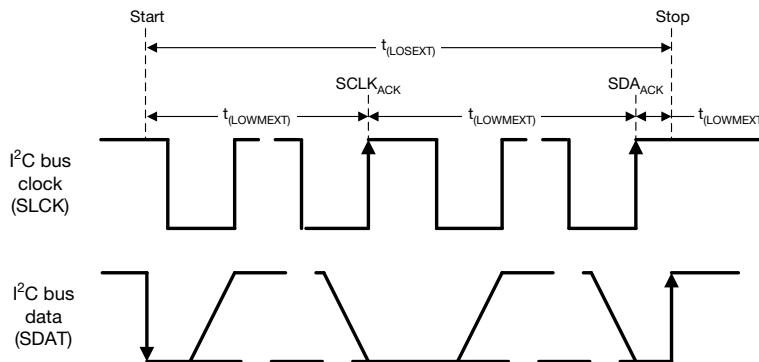 Start Stop
t(LOSEXT)
SCLKACK SDAACK
t(LOWMEXT) t(LOWMEXT) t(LOWMEXT)
I2C bus
clock
(SLCK)
I2C bus
data
(SDAT)